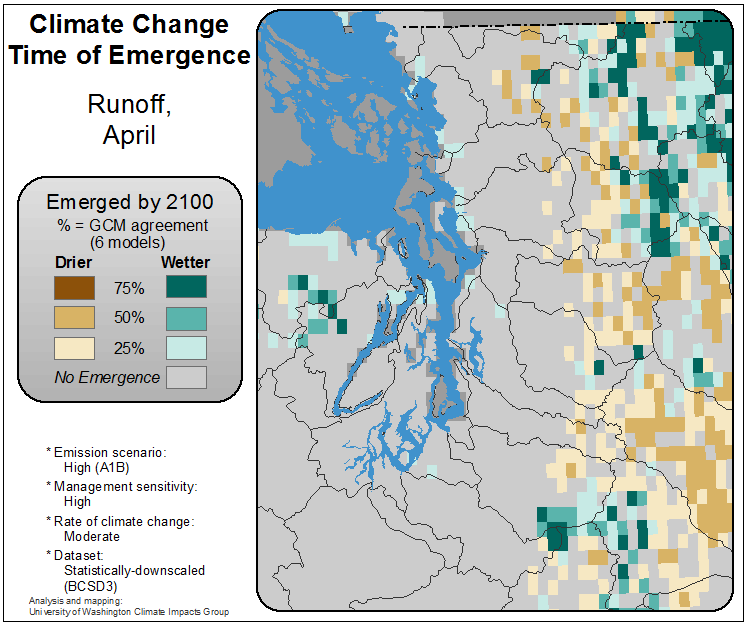 Climate Change
Time of Emergence
Runoff,
April
Emerged by 2100
% = GCM agreement
(6 models)
Drier Wetter
75%
50%
25%
No Emergence
* Emission scenario:
High (A1B)
* Management sensitivity:
High
* Rate of climate change:
Moderate
* Dataset:
Statistically-downscaled
(BCSD3)
Analysis and mapping:
University of Washington Climate Impacts Group